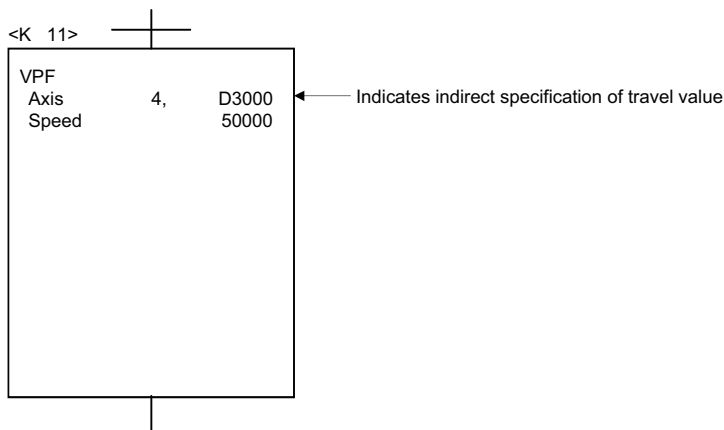 <K 11>
VPF
Axis 4, D3000 Indicates indirect specification of travel value
Speed 50000